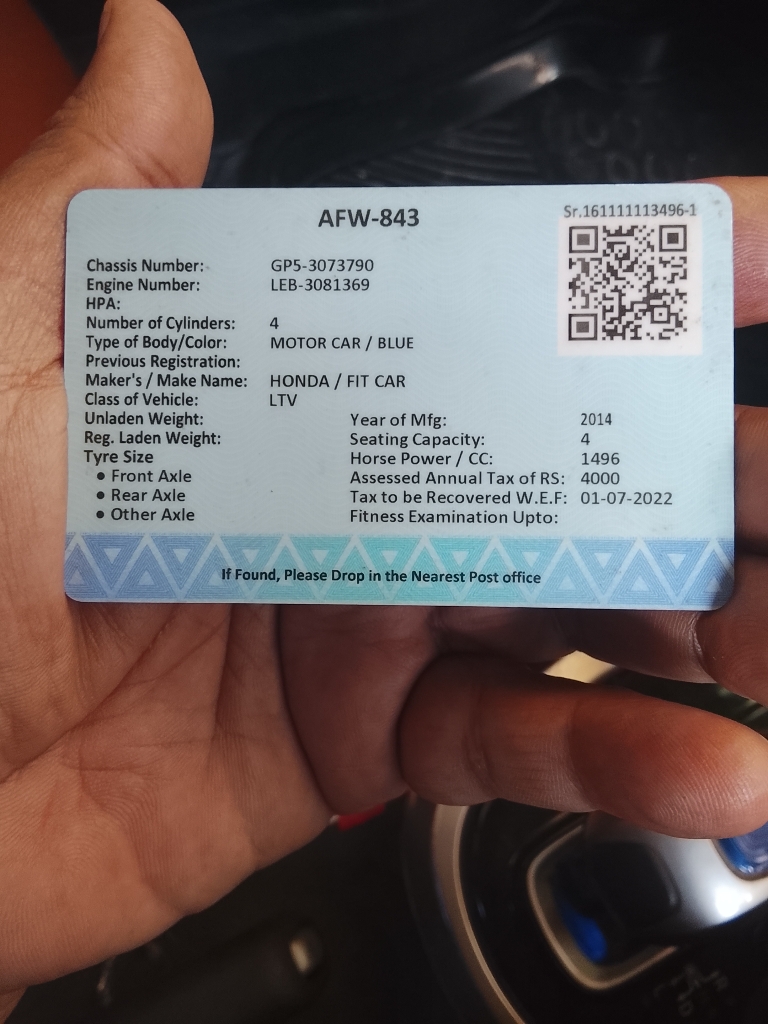 AFW-843
Sr.161111113496-1
Chassis Number: GP5-3073790
Engine Number: LEB-3081369
HPA:
Number of Cylinders: 4
Type of Body/Color: MOTOR CAR / BLUE
Previous Registration:
Maker's / Make Name: HONDA / FIT CAR
Class of Vehicle: LTV
Unladen Weight: Year of Mfg: 2014
Reg. Laden Weight: Seating Capacity: 4
Tyre Size Horse Power / CC: 1496
• Front Axle Assessed Annual Tax of RS: 4000
• Rear Axle Tax to be Recovered W.E.F: 01-07-2022
• Other Axle Fitness Examination Upto:
If Found, Please Drop in the Nearest Post office